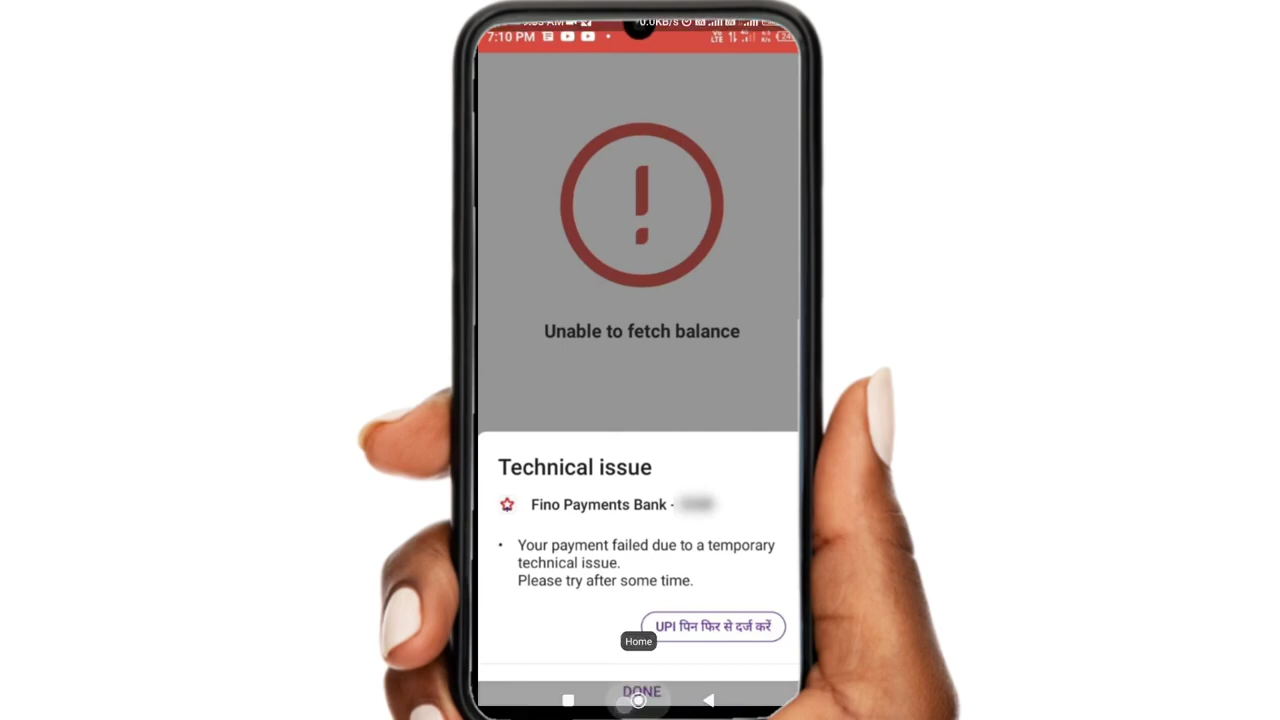 7:10 PM
Unable to fetch balance
Technical issue
Fino Payments Bank ·
• Your payment failed due to a temporary
technical issue.
Please try after some time.
UPI पिन फिर से दर्ज करें
Home
DONE